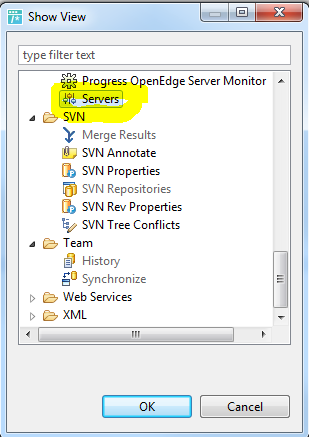 Show View
type filter text
Progress OpenEdge Server Monitor
Servers
SVN
Merge Results
SVN Annotate
SVN Properties
SVN Repositories
SVN Rev Properties
SVN Tree Conflicts
Team
History
Synchronize
Web Services
XML
OK
Cancel